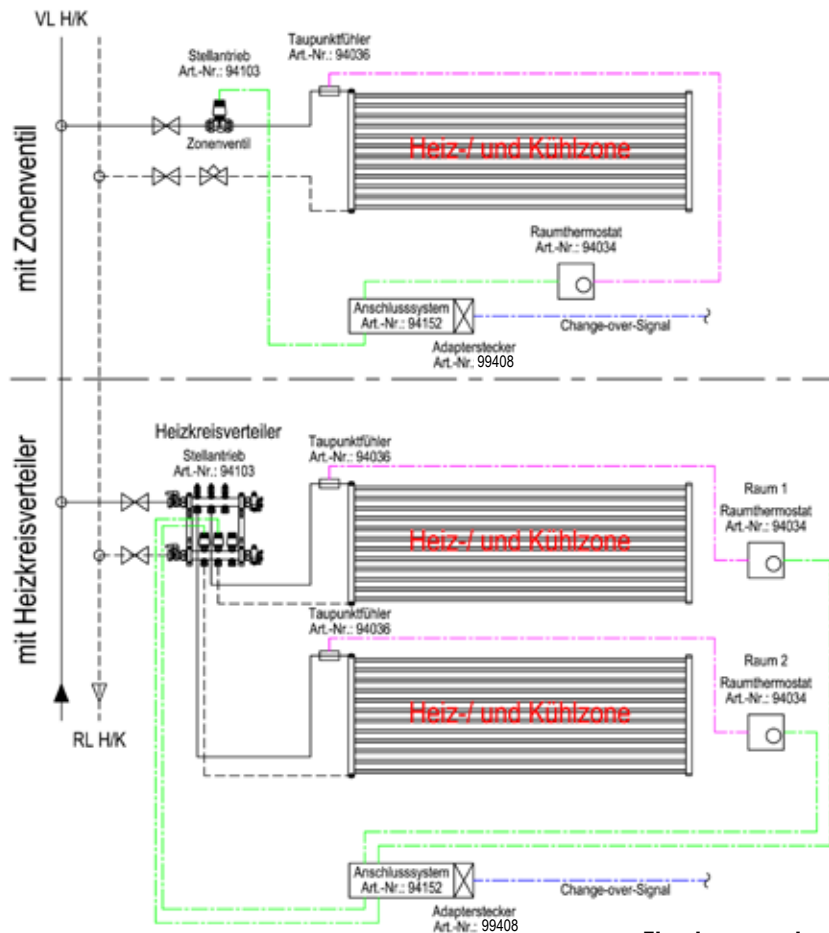 VL H/K
Stellantrieb
Art.-Nr.: 94103
Taupunktfühler
Art.-Nr.: 94036
Zonenventil
Heiz-/ und Kühlzone
mit Zonenventil
Raumthermostat
Art.-Nr.: 94034
Anschlusssystem
Art.-Nr.: 94152
Change-over-Signal
Adapterstecker
Art.-Nr.: 99408
mit Heizkreisverteiler
Heizkreisverteiler
Stellantrieb
Art.-Nr.: 94103
Taupunktfühler
Art.-Nr.: 94036
Heiz-/ und Kühlzone
Raum 1
Raumthermostat
Art.-Nr.: 94034
Taupunktfühler
Art.-Nr.: 94036
Heiz-/ und Kühlzone
Raum 2
Raumthermostat
Art.-Nr.: 94034
RL H/K
Anschlusssystem
Art.-Nr.: 94152
Change-over-Signal
Adapterstecker
Art.-Nr.: 99408